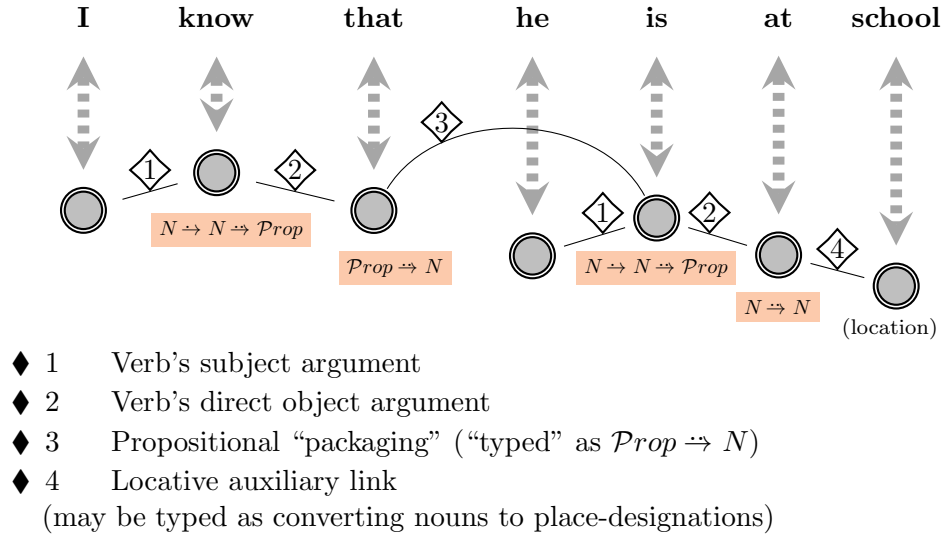 I know that he is at school
1 2 3 1 2 4
N →̈ N →̈ 𝒫rop
𝒫rop →̈ N
N →̈ N →̈ 𝒫rop
N →̈ N
(location)
♦ 1 Verb's subject argument
♦ 2 Verb's direct object argument
♦ 3 Propositional “packaging” (“typed” as 𝒫rop →̈ N)
♦ 4 Locative auxiliary link
(may be typed as converting nouns to place-designations)